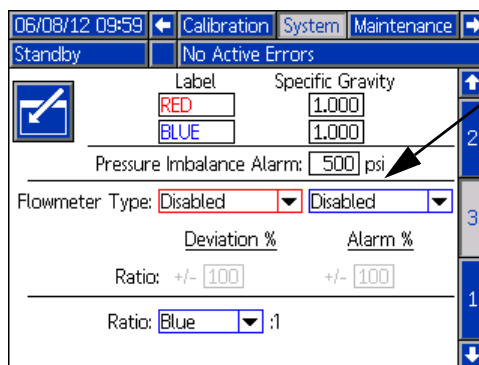 06/08/12 09:59 Calibration System Maintenance
Standby No Active Errors
Label Specific Gravity
RED 1.000
BLUE 1.000
Pressure Imbalance Alarm: 500 psi
Flowmeter Type: Disabled Disabled
Deviation % Alarm %
Ratio: +/- 100 +/- 100
Ratio: Blue :1
2
3
1